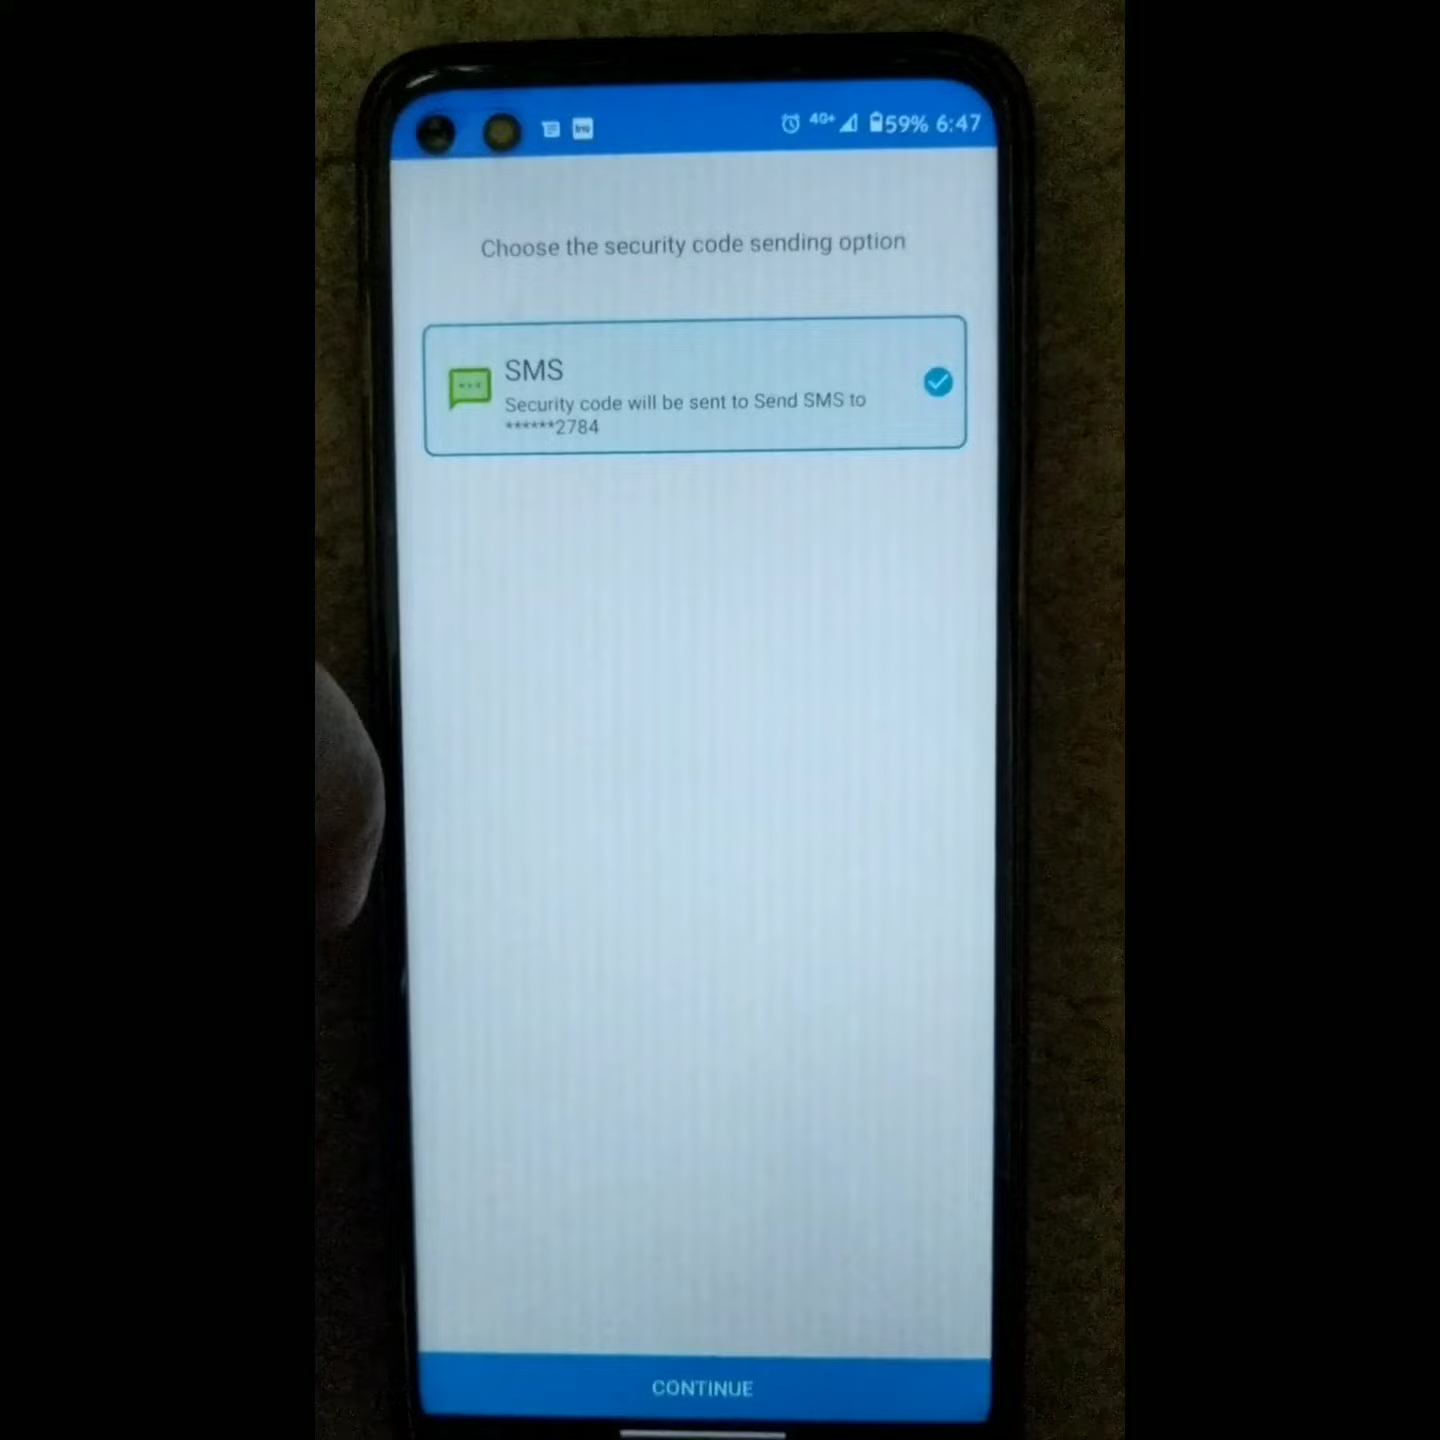 4G+ 59% 6:47
Choose the security code sending option
SMS
Security code will be sent to Send SMS to
******2784
CONTINUE